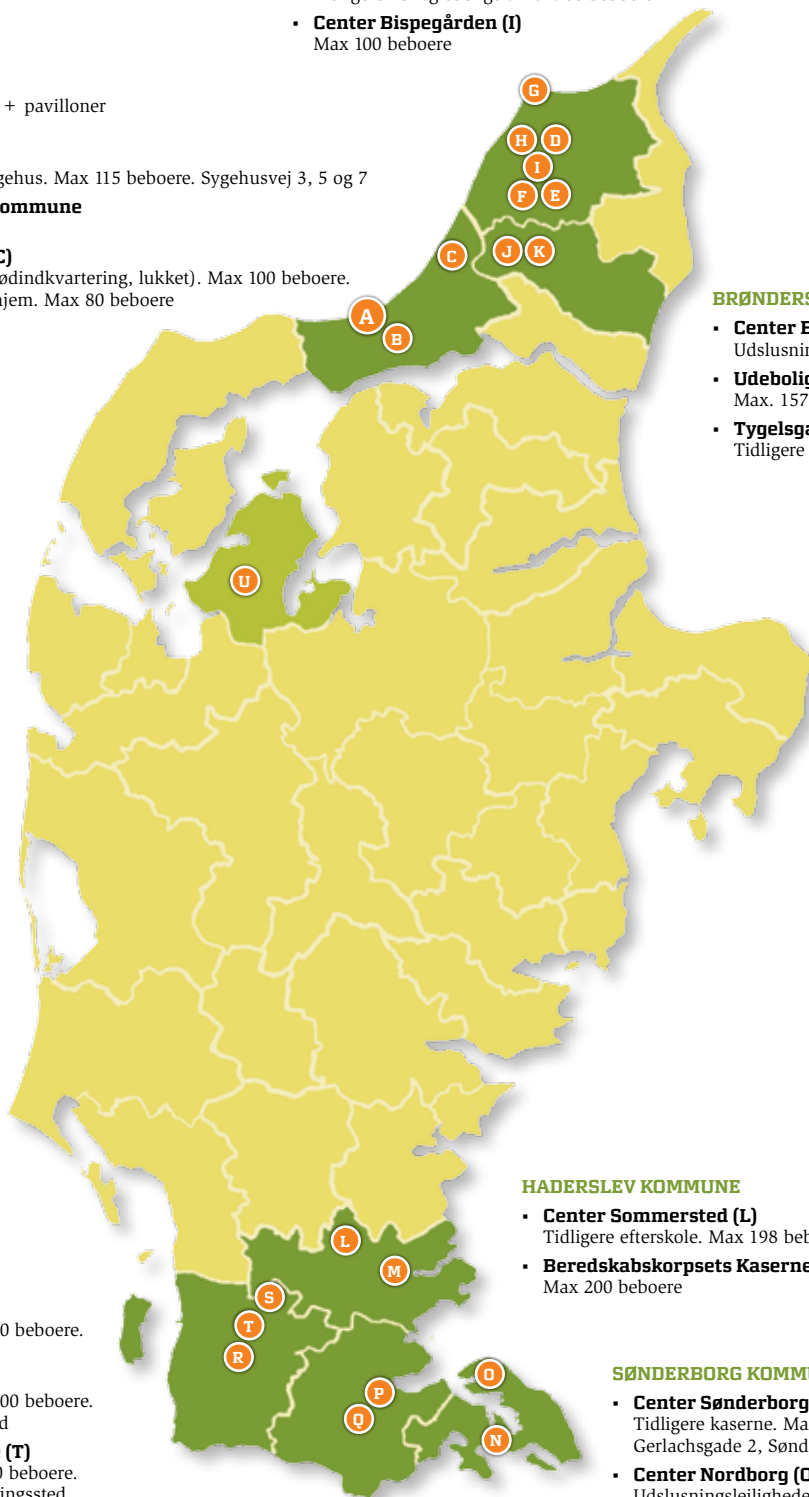 • Center Bispegården (I)
Max 100 beboere
+ pavilloner
gehus. Max 115 beboere. Sygehusvej 3, 5 og 7
ommune
C)
ødindkvartering, lukket). Max 100 beboere.
hjem. Max 80 beboere
G
H
D
I
F
E
C
J
K
A
B
BRØNDERS
• Center B
Udslusnin
• Udebolig
Max. 157
• Tygelsga
Tidligere
U
HADERSLEV KOMMUNE
• Center Sommersted (L)
Tidligere efterskole. Max 198 beb
• Beredskabskorpsets Kaserne
Max 200 beboere
L
M
S
T
R
0 beboere.
00 beboere.
d
(T)
0 beboere.
ingssted
P
Q
O
N
SØNDERBORG KOMMU
• Center Sønderborg
Tidligere kaserne. Ma
Gerlachsgade 2, Sønd
• Center Nordborg (O
Udslusningslejlighede